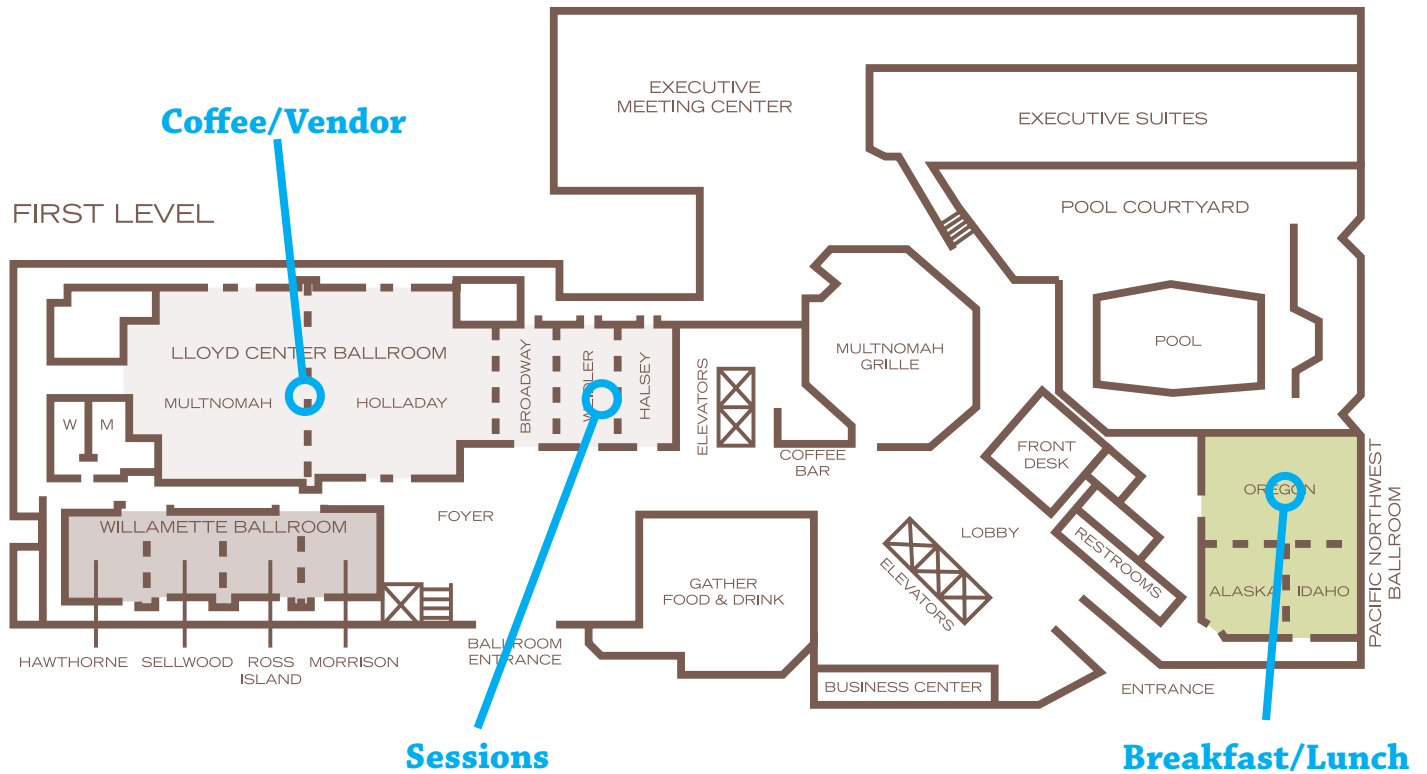 EXECUTIVE
MEETING CENTER
EXECUTIVE SUITES
Coffee/Vendor
FIRST LEVEL
POOL COURTYARD
LLOYD CENTER BALLROOM
MULTNOMAH
HOLLADAY
BROADWAY
WEIDLER
HALSEY
ELEVATORS
MULTNOMAH
GRILLE
POOL
W
M
COFFEE
BAR
FRONT
DESK
OREGON
ALASKA
IDAHO
PACIFIC NORTHWEST
BALLROOM
FOYER
WILLAMETTE BALLROOM
LOBBY
RESTROOMS
ELEVATORS
GATHER
FOOD & DRINK
HAWTHORNE
SELLWOOD
ROSS
ISLAND
MORRISON
BALLROOM
ENTRANCE
BUSINESS CENTER
ENTRANCE
Sessions
Breakfast/Lunch